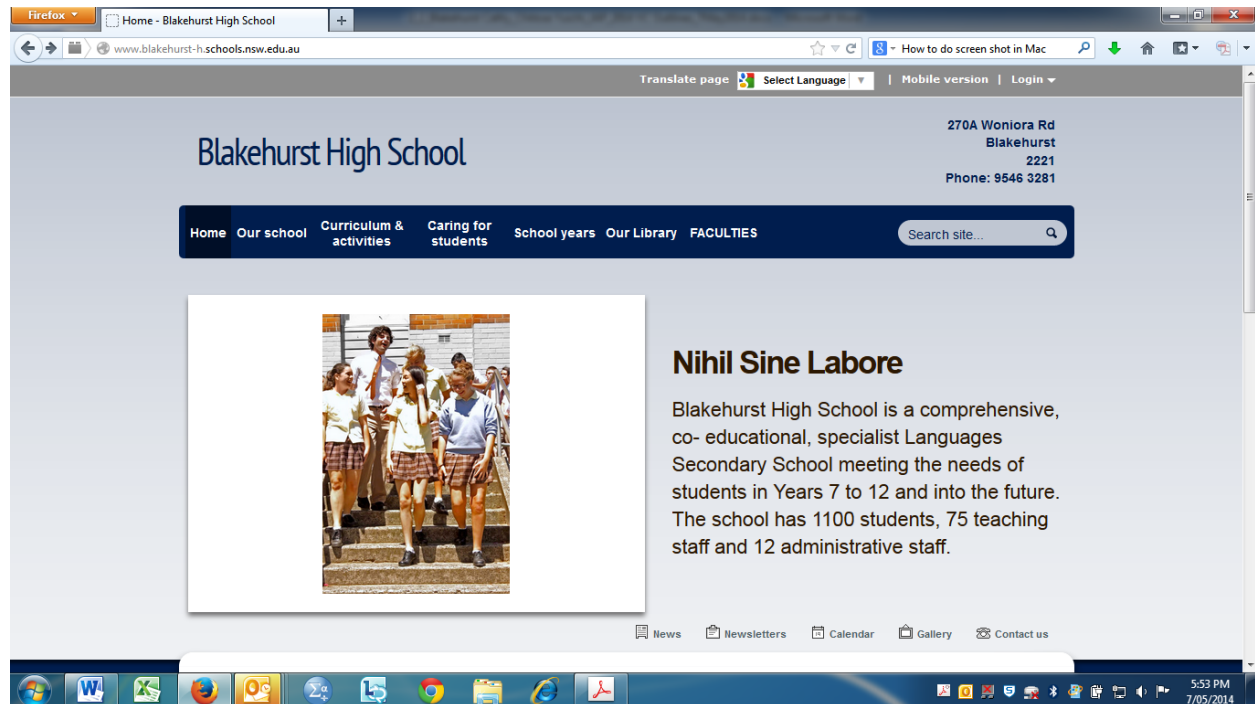 Firefox
Home - Blakehurst High School
www.blakehurst-h.schools.nsw.edu.au
How to do screen shot in Mac
Translate page Select Language | Mobile version | Login
Blakehurst High School
270A Woniora Rd
Blakehurst
2221
Phone: 9546 3281
Home Our school Curriculum & activities Caring for students School years Our Library FACULTIES Search site...
Nihil Sine Labore
Blakehurst High School is a comprehensive,
co- educational, specialist Languages
Secondary School meeting the needs of
students in Years 7 to 12 and into the future.
The school has 1100 students, 75 teaching
staff and 12 administrative staff.
News Newsletters Calendar Gallery Contact us
5:53 PM
7/05/2014